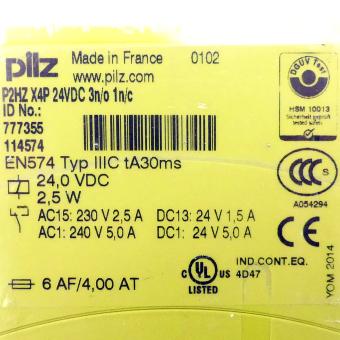 pilz
Made in France 0102
www.pilz.com
P2HZ X4P 24VDC 3n/o 1n/c
ID No.:
777355
114574
EN574 Typ IIIC tA30ms
24,0 VDC
2,5 W
AC15: 230 V 2,5 A DC13: 24 V 1,5 A
AC1: 240 V 5,0 A DC1: 24 V 5,0 A
6 AF/4,00 AT
DGUV Test
HSM 10013
CCC
S
A054294
c UL US
LISTED
IND.CONT.EQ.
4D47
YOM 2014